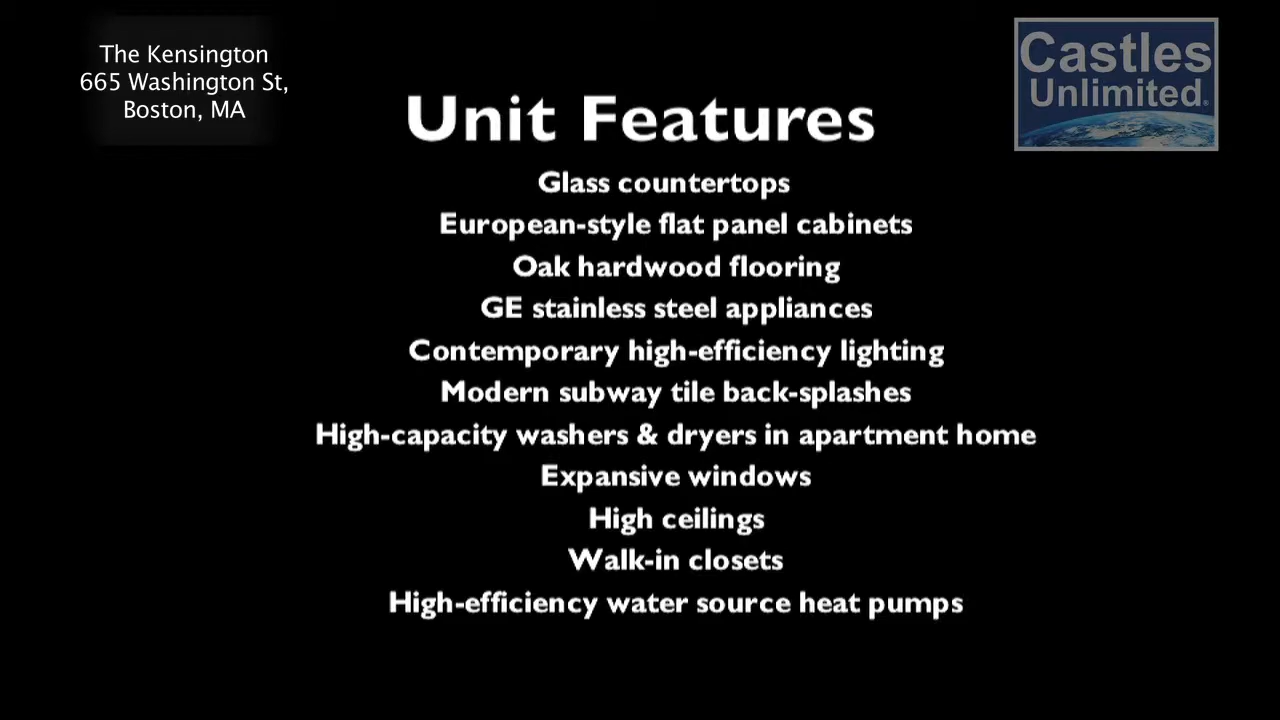 The Kensington
665 Washington St,
Boston, MA
Castles
Unlimited®
Unit Features
Glass countertops
European-style flat panel cabinets
Oak hardwood flooring
GE stainless steel appliances
Contemporary high-efficiency lighting
Modern subway tile back-splashes
High-capacity washers & dryers in apartment home
Expansive windows
High ceilings
Walk-in closets
High-efficiency water source heat pumps